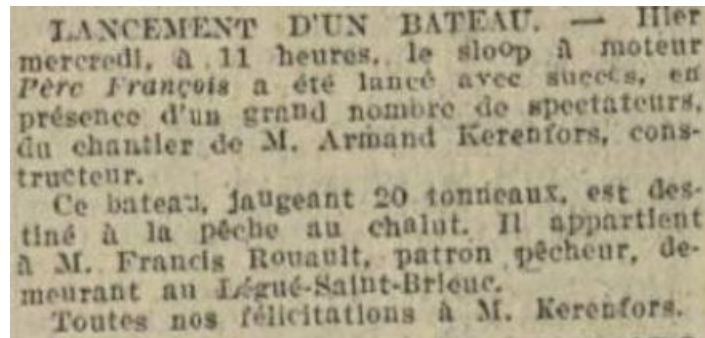 LANCEMENT D'UN BATEAU. — Hier
mercredi, à 11 heures, le sloop à moteur
Père François a été lancé avec succès, en
présence d'un grand nombre de spectateurs,
du chantier de M. Armand Kerenfors, cons-
tructeur.
Ce bateau, jaugeant 20 tonneaux, est des-
tiné à la pêche au chalut. Il appartient
à M. Francis Rouault, patron pêcheur, de-
meurant au Légué-Saint-Brieuc.
Toutes nos félicitations à M. Kerenfors.